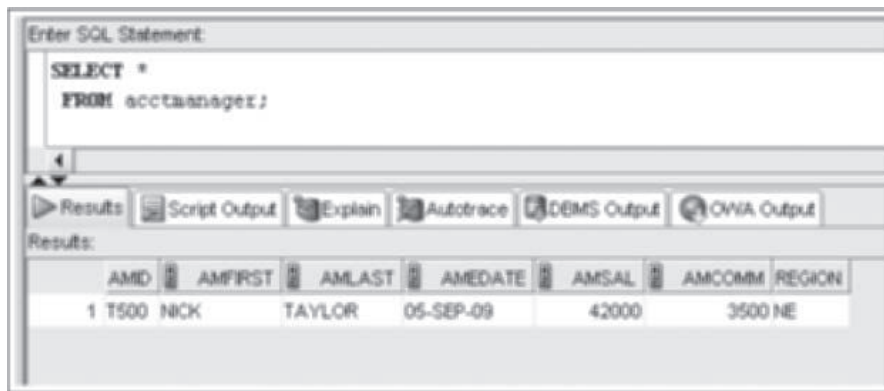 Enter SQL Statement:
SELECT *
FROM acctmanager;
Results Script Output Explain Autotrace DBMS Output OWA Output
Results:
AMID AMFIRST AMLAST AMEDATE AMSAL AMCOMM REGION
1 T500 NICK TAYLOR 05-SEP-09 42000 3500 NE